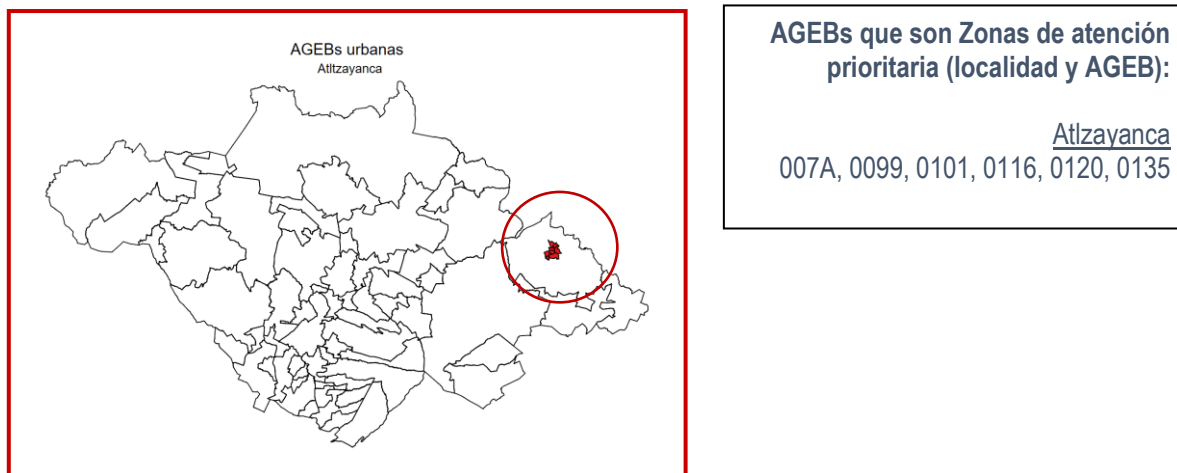 AGEBs urbanas
Atltzayanca
AGEBs que son Zonas de atención
prioritaria (localidad y AGEB):
Atlzayanca
007A, 0099, 0101, 0116, 0120, 0135